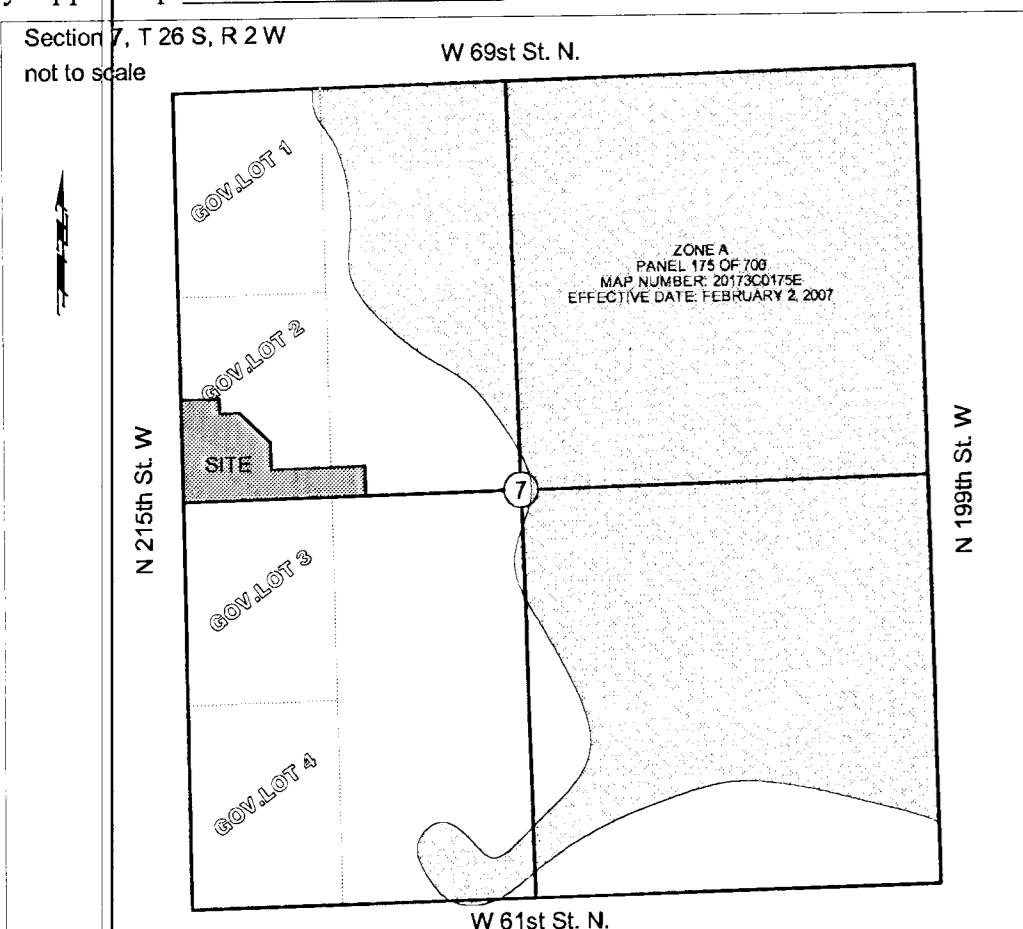 Section 7, T 26 S, R 2 W
not to scale
W 69st St. N.
GOV.LOT 1
ZONE A
PANEL 175 OF 700
MAP NUMBER: 20173C0175E
EFFECTIVE DATE: FEBRUARY 2, 2007
GOV.LOT 2
SITE
N 215th St. W
7
N 199th St. W
GOV.LOT 3
GOV.LOT 4
W 61st St. N.